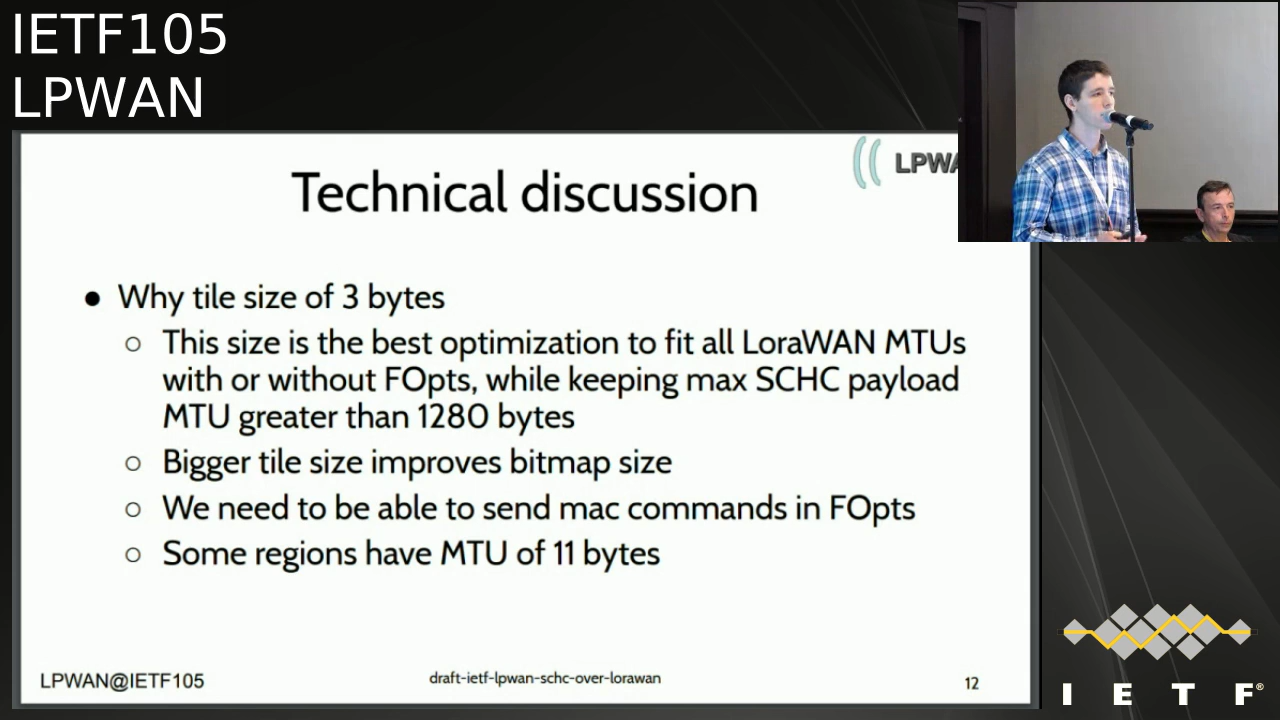 IETF105
LPWAN
Technical discussion
● Why tile size of 3 bytes
○ This size is the best optimization to fit all LoraWAN MTUs
with or without FOpts, while keeping max SCHC payload
MTU greater than 1280 bytes
○ Bigger tile size improves bitmap size
○ We need to be able to send mac commands in FOpts
○ Some regions have MTU of 11 bytes
LPWAN@IETF105
draft-ietf-lpwan-schc-over-lorawan
12
I E T F®